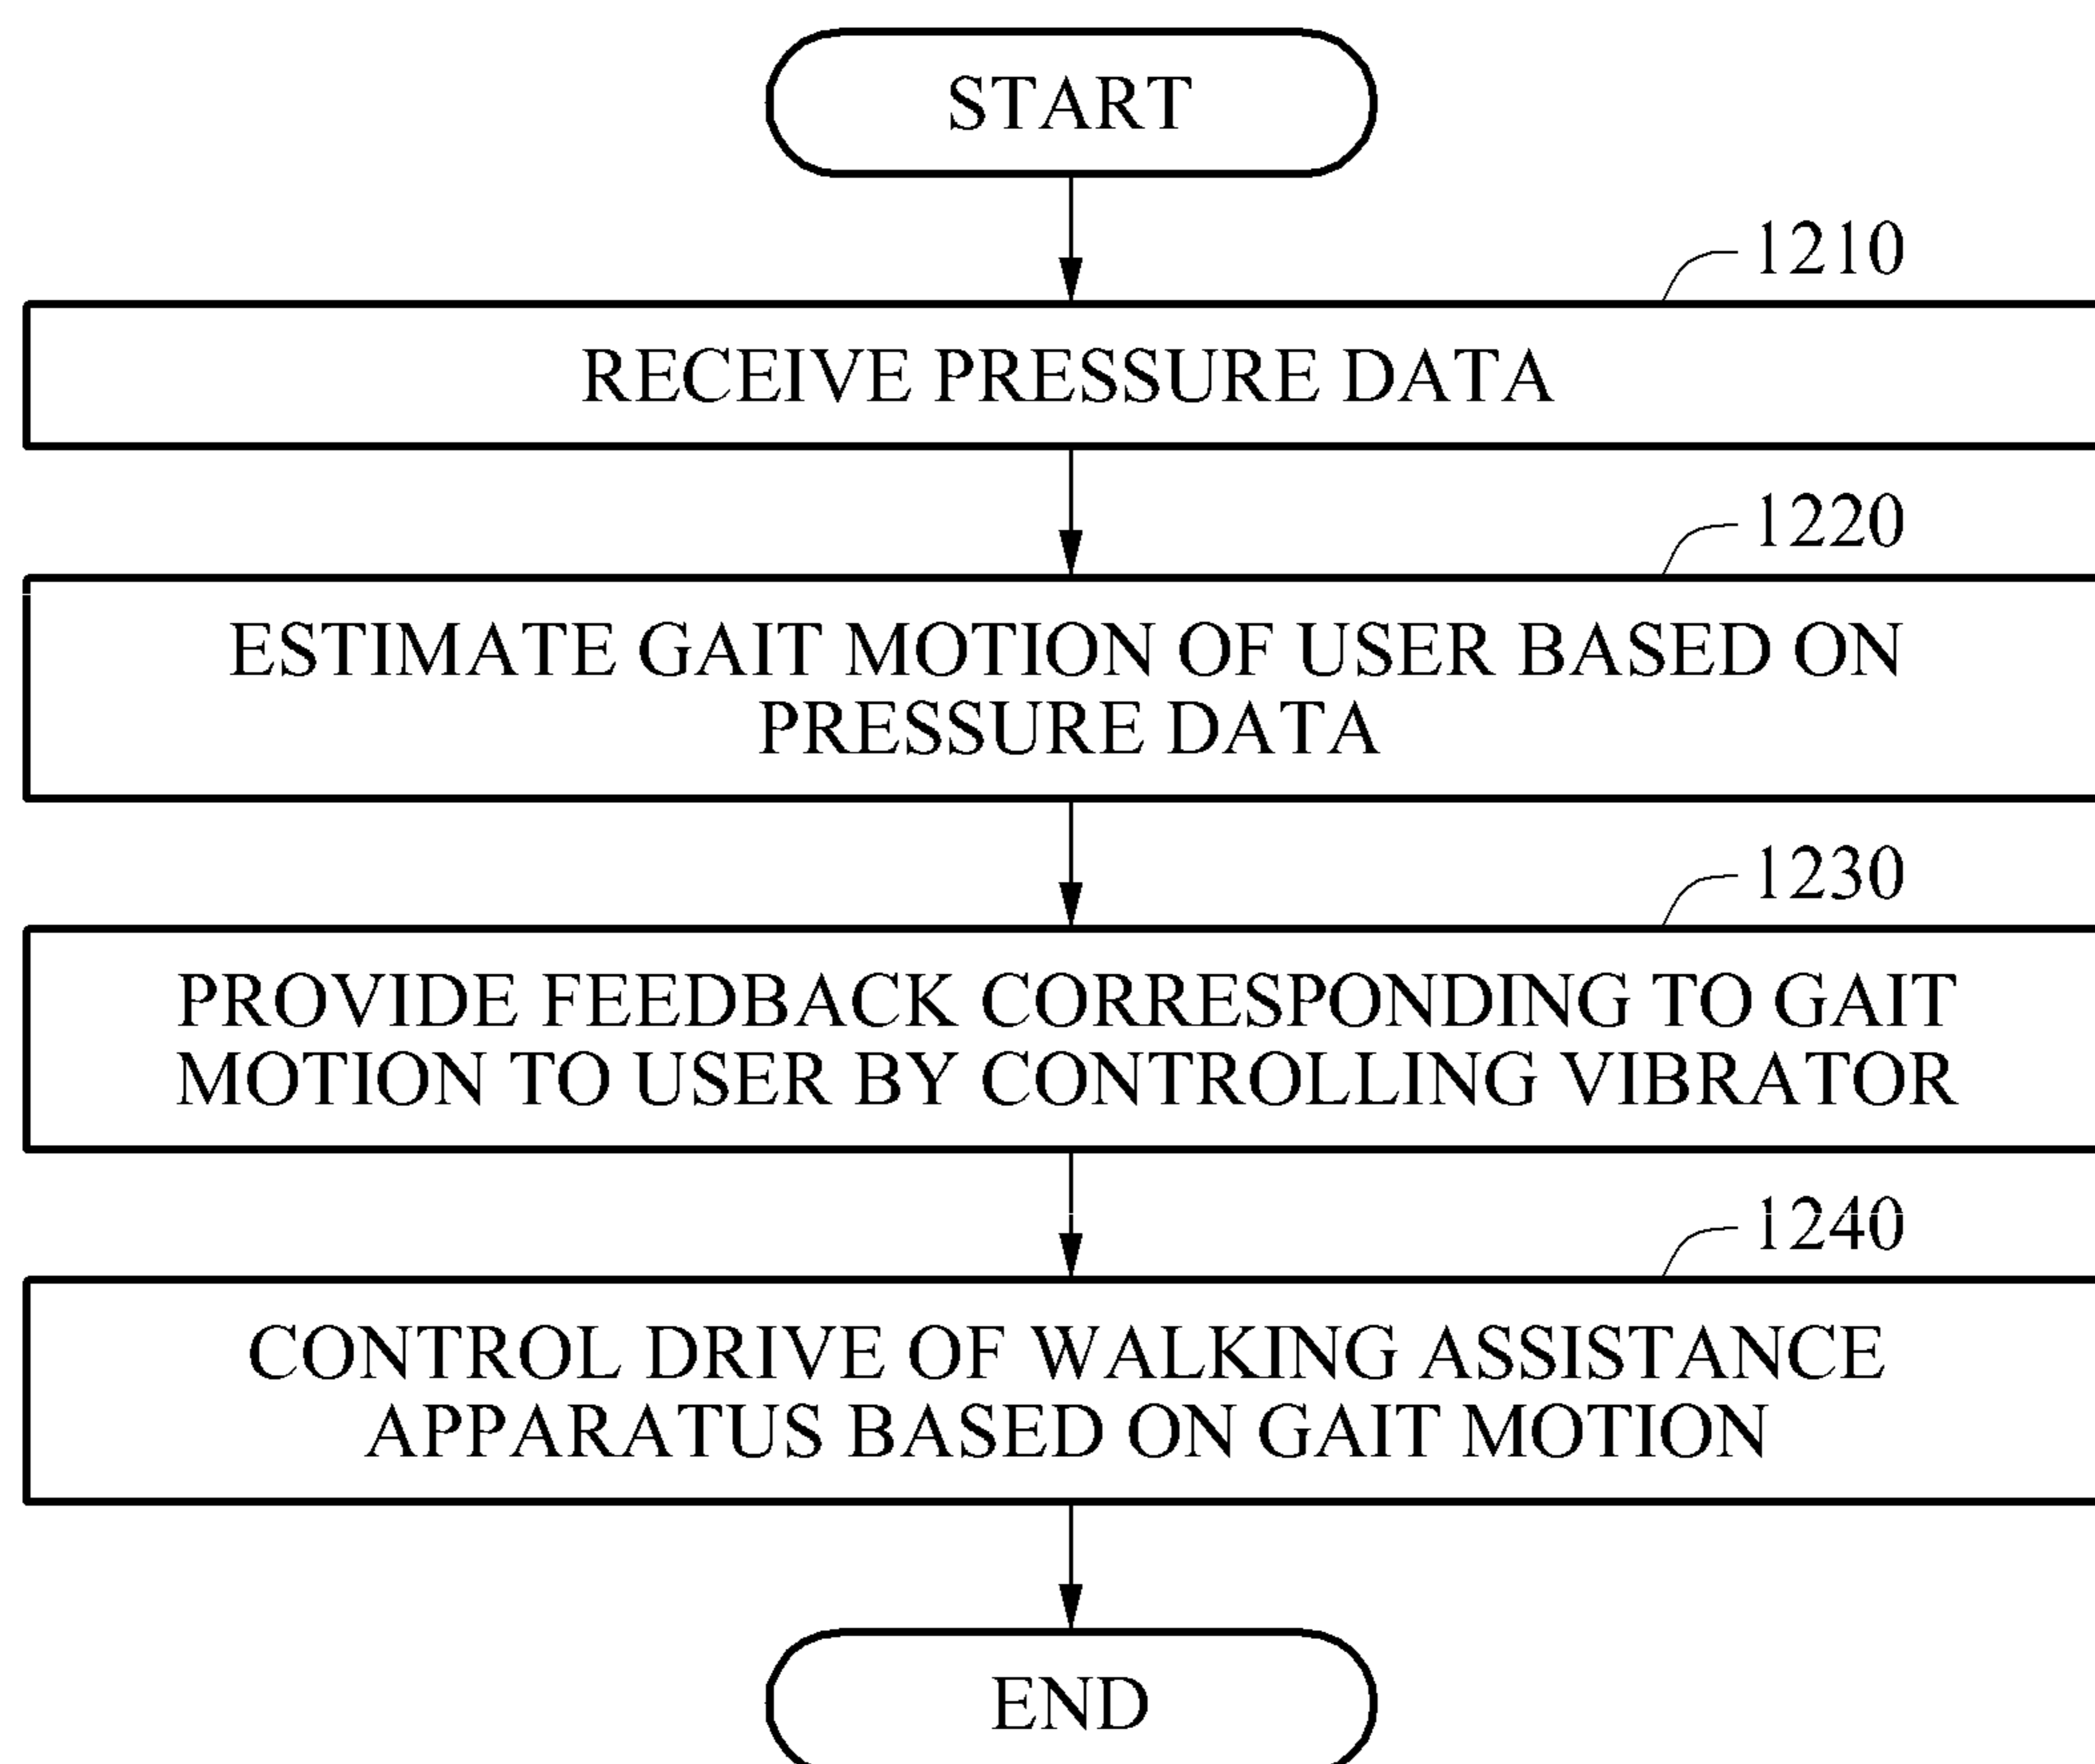 START
1210
RECEIVE PRESSURE DATA
1220
ESTIMATE GAIT MOTION OF USER BASED ON
PRESSURE DATA
1230
PROVIDE FEEDBACK CORRESPONDING TO GAIT
MOTION TO USER BY CONTROLLING VIBRATOR
1240
CONTROL DRIVE OF WALKING ASSISTANCE
APPARATUS BASED ON GAIT MOTION
END